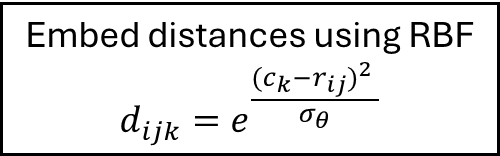 Embed distances using RBF
d_{ijk} = e^{\frac{(c_k - r_{ij})^2}{\sigma_\theta}}